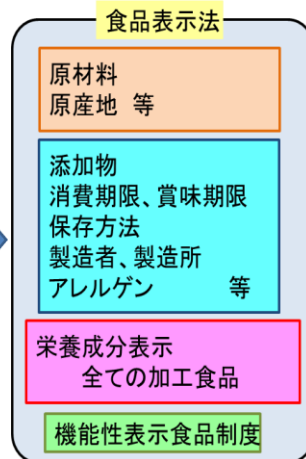 食品表示法
原材料
原産地 等
添加物
消費期限、賞味期限
保存方法
製造者、製造所
アレルゲン 等
栄養成分表示
全ての加工食品
機能性表示食品制度